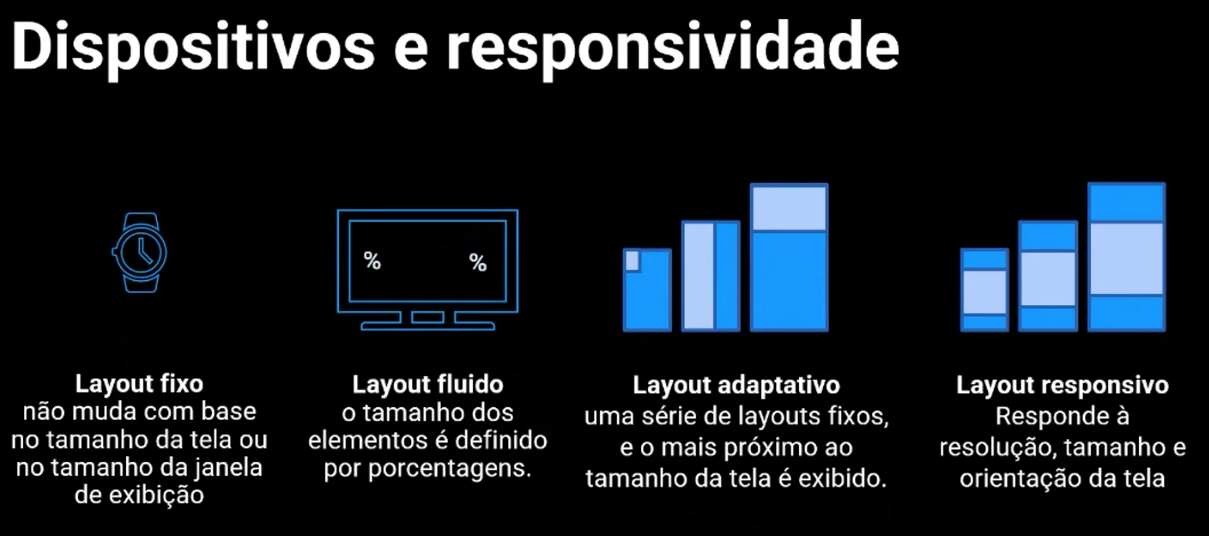 Dispositivos e responsividade
%
%
Layout fixo
não muda com base
no tamanho da tela ou
no tamanho da janela
de exibição
Layout fluido
o tamanho dos
elementos é definido
por porcentagens.
Layout adaptativo
uma série de layouts fixos,
e o mais próximo ao
tamanho da tela é exibido.
Layout responsivo
Responde à
resolução, tamanho e
orientação da tela